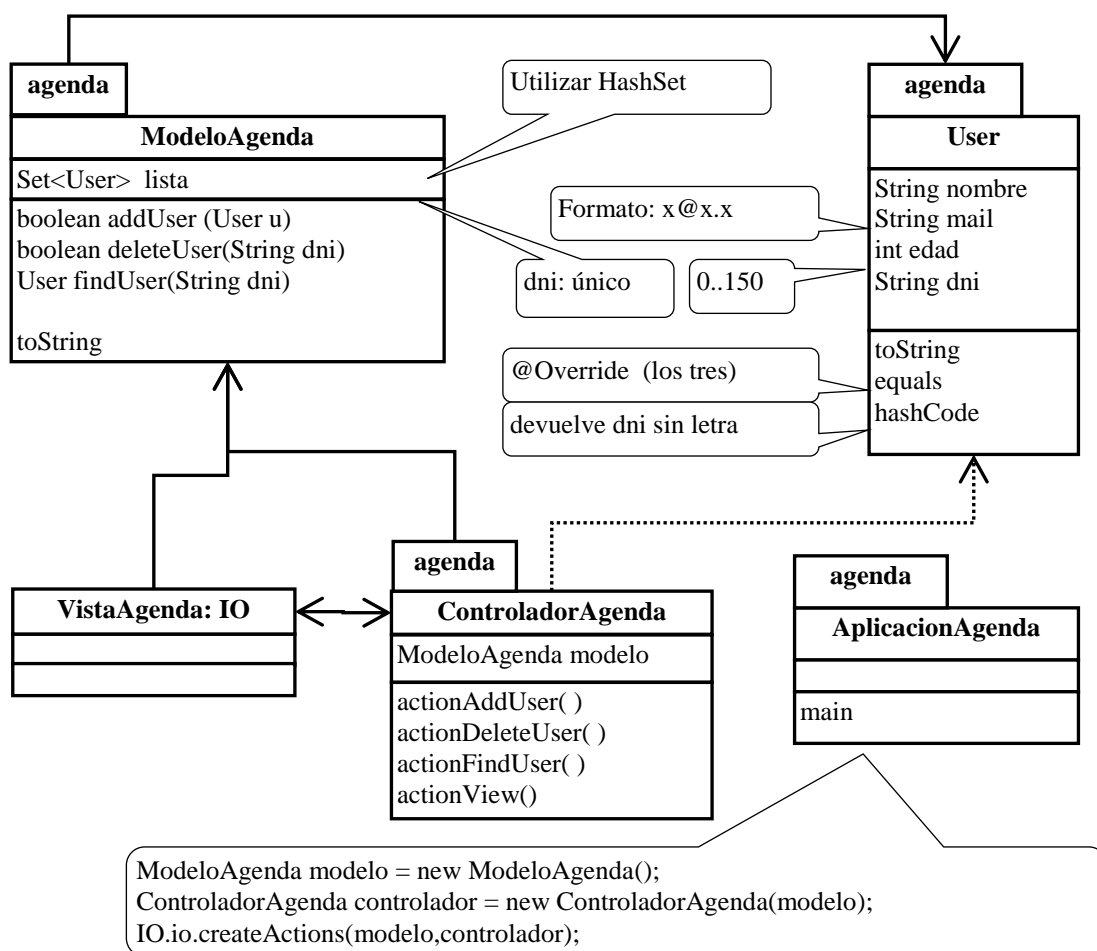 agenda
ModeloAgenda
Set<User> lista
boolean addUser (User u)
boolean deleteUser(String dni)
User findUser(String dni)
toString
Utilizar HashSet
dni: único
agenda
User
String nombre
String mail
int edad
String dni
toString
equals
hashCode
Formato: x@x.x
0..150
@Override (los tres)
devuelve dni sin letra
VistaAgenda: IO
agenda
ControladorAgenda
ModeloAgenda modelo
actionAddUser( )
actionDeleteUser( )
actionFindUser( )
actionView()
agenda
AplicacionAgenda
main
ModeloAgenda modelo = new ModeloAgenda();
ControladorAgenda controlador = new ControladorAgenda(modelo);
IO.io.createActions(modelo,controlador);